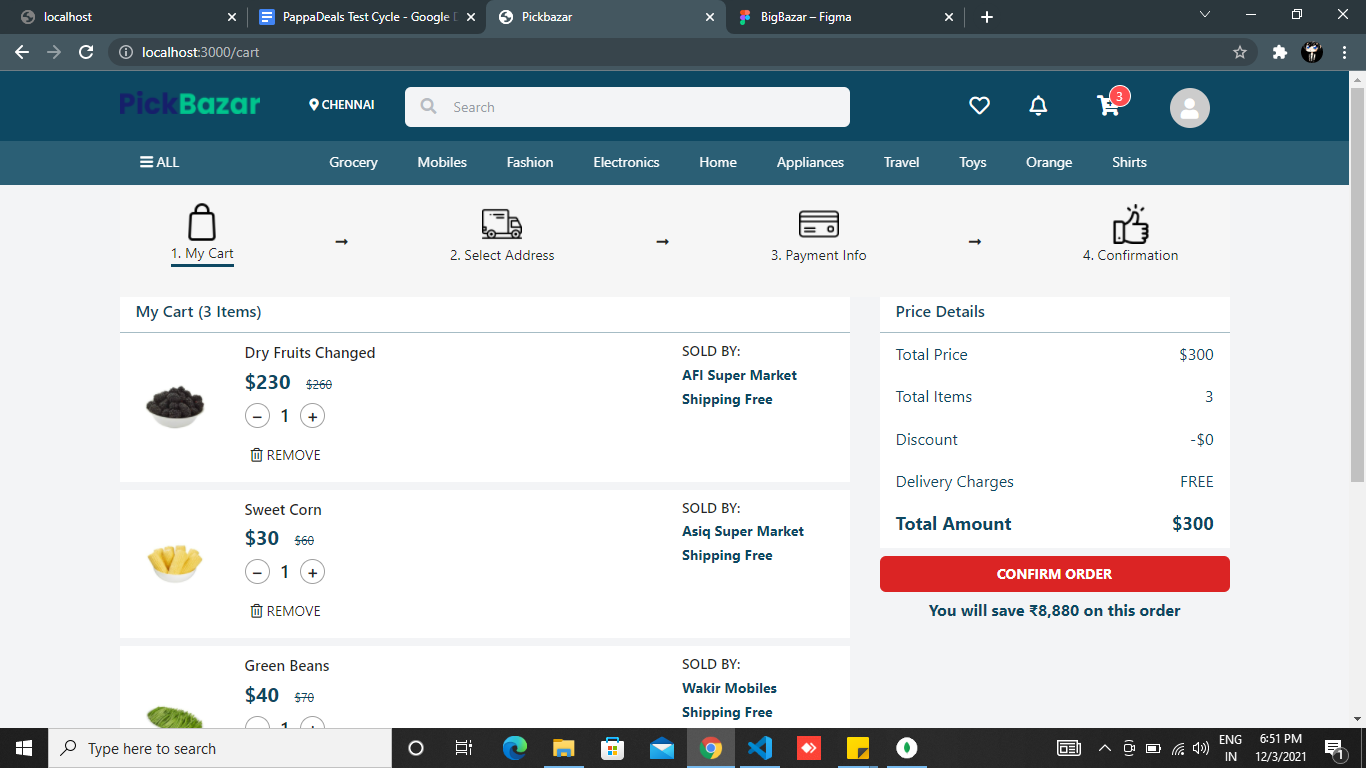 localhost
PappaDeals Test Cycle - Google D
Pickbazar
BigBazar – Figma
localhost:3000/cart
PickBazar
CHENNAI
Search
3
ALL
Grocery
Mobiles
Fashion
Electronics
Home
Appliances
Travel
Toys
Orange
Shirts
1. My Cart
2. Select Address
3. Payment Info
4. Confirmation
My Cart (3 Items)
Dry Fruits Changed
$230 $260
− 1 +
REMOVE
SOLD BY:
AFI Super Market
Shipping Free
Sweet Corn
$30 $60
− 1 +
REMOVE
SOLD BY:
Asiq Super Market
Shipping Free
Green Beans
$40 $70
1
SOLD BY:
Wakir Mobiles
Shipping Free
Price Details
Total Price $300
Total Items 3
Discount -$0
Delivery Charges FREE
Total Amount $300
CONFIRM ORDER
You will save ₹8,880 on this order
Type here to search
ENG
IN
6:51 PM
12/3/2021
1